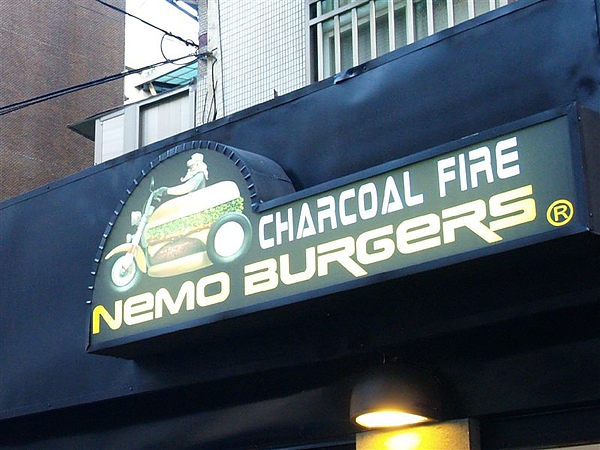 CHARCOAL FIRE
NEMO BURGERS®